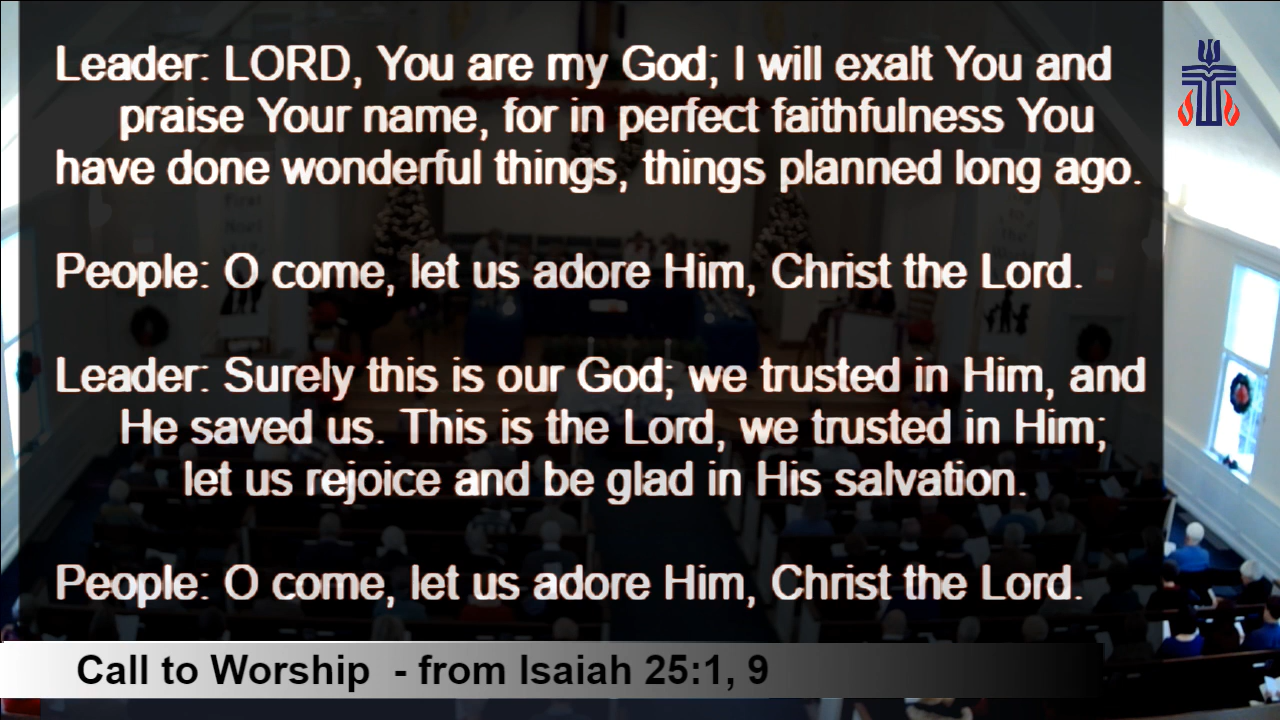 Leader: LORD, You are my God; I will exalt You and
praise Your name, for in perfect faithfulness You
have done wonderful things, things planned long ago.
People: O come, let us adore Him, Christ the Lord.
Leader: Surely this is our God; we trusted in Him, and
He saved us. This is the Lord, we trusted in Him;
let us rejoice and be glad in His salvation.
People: O come, let us adore Him, Christ the Lord.
Call to Worship - from Isaiah 25:1, 9